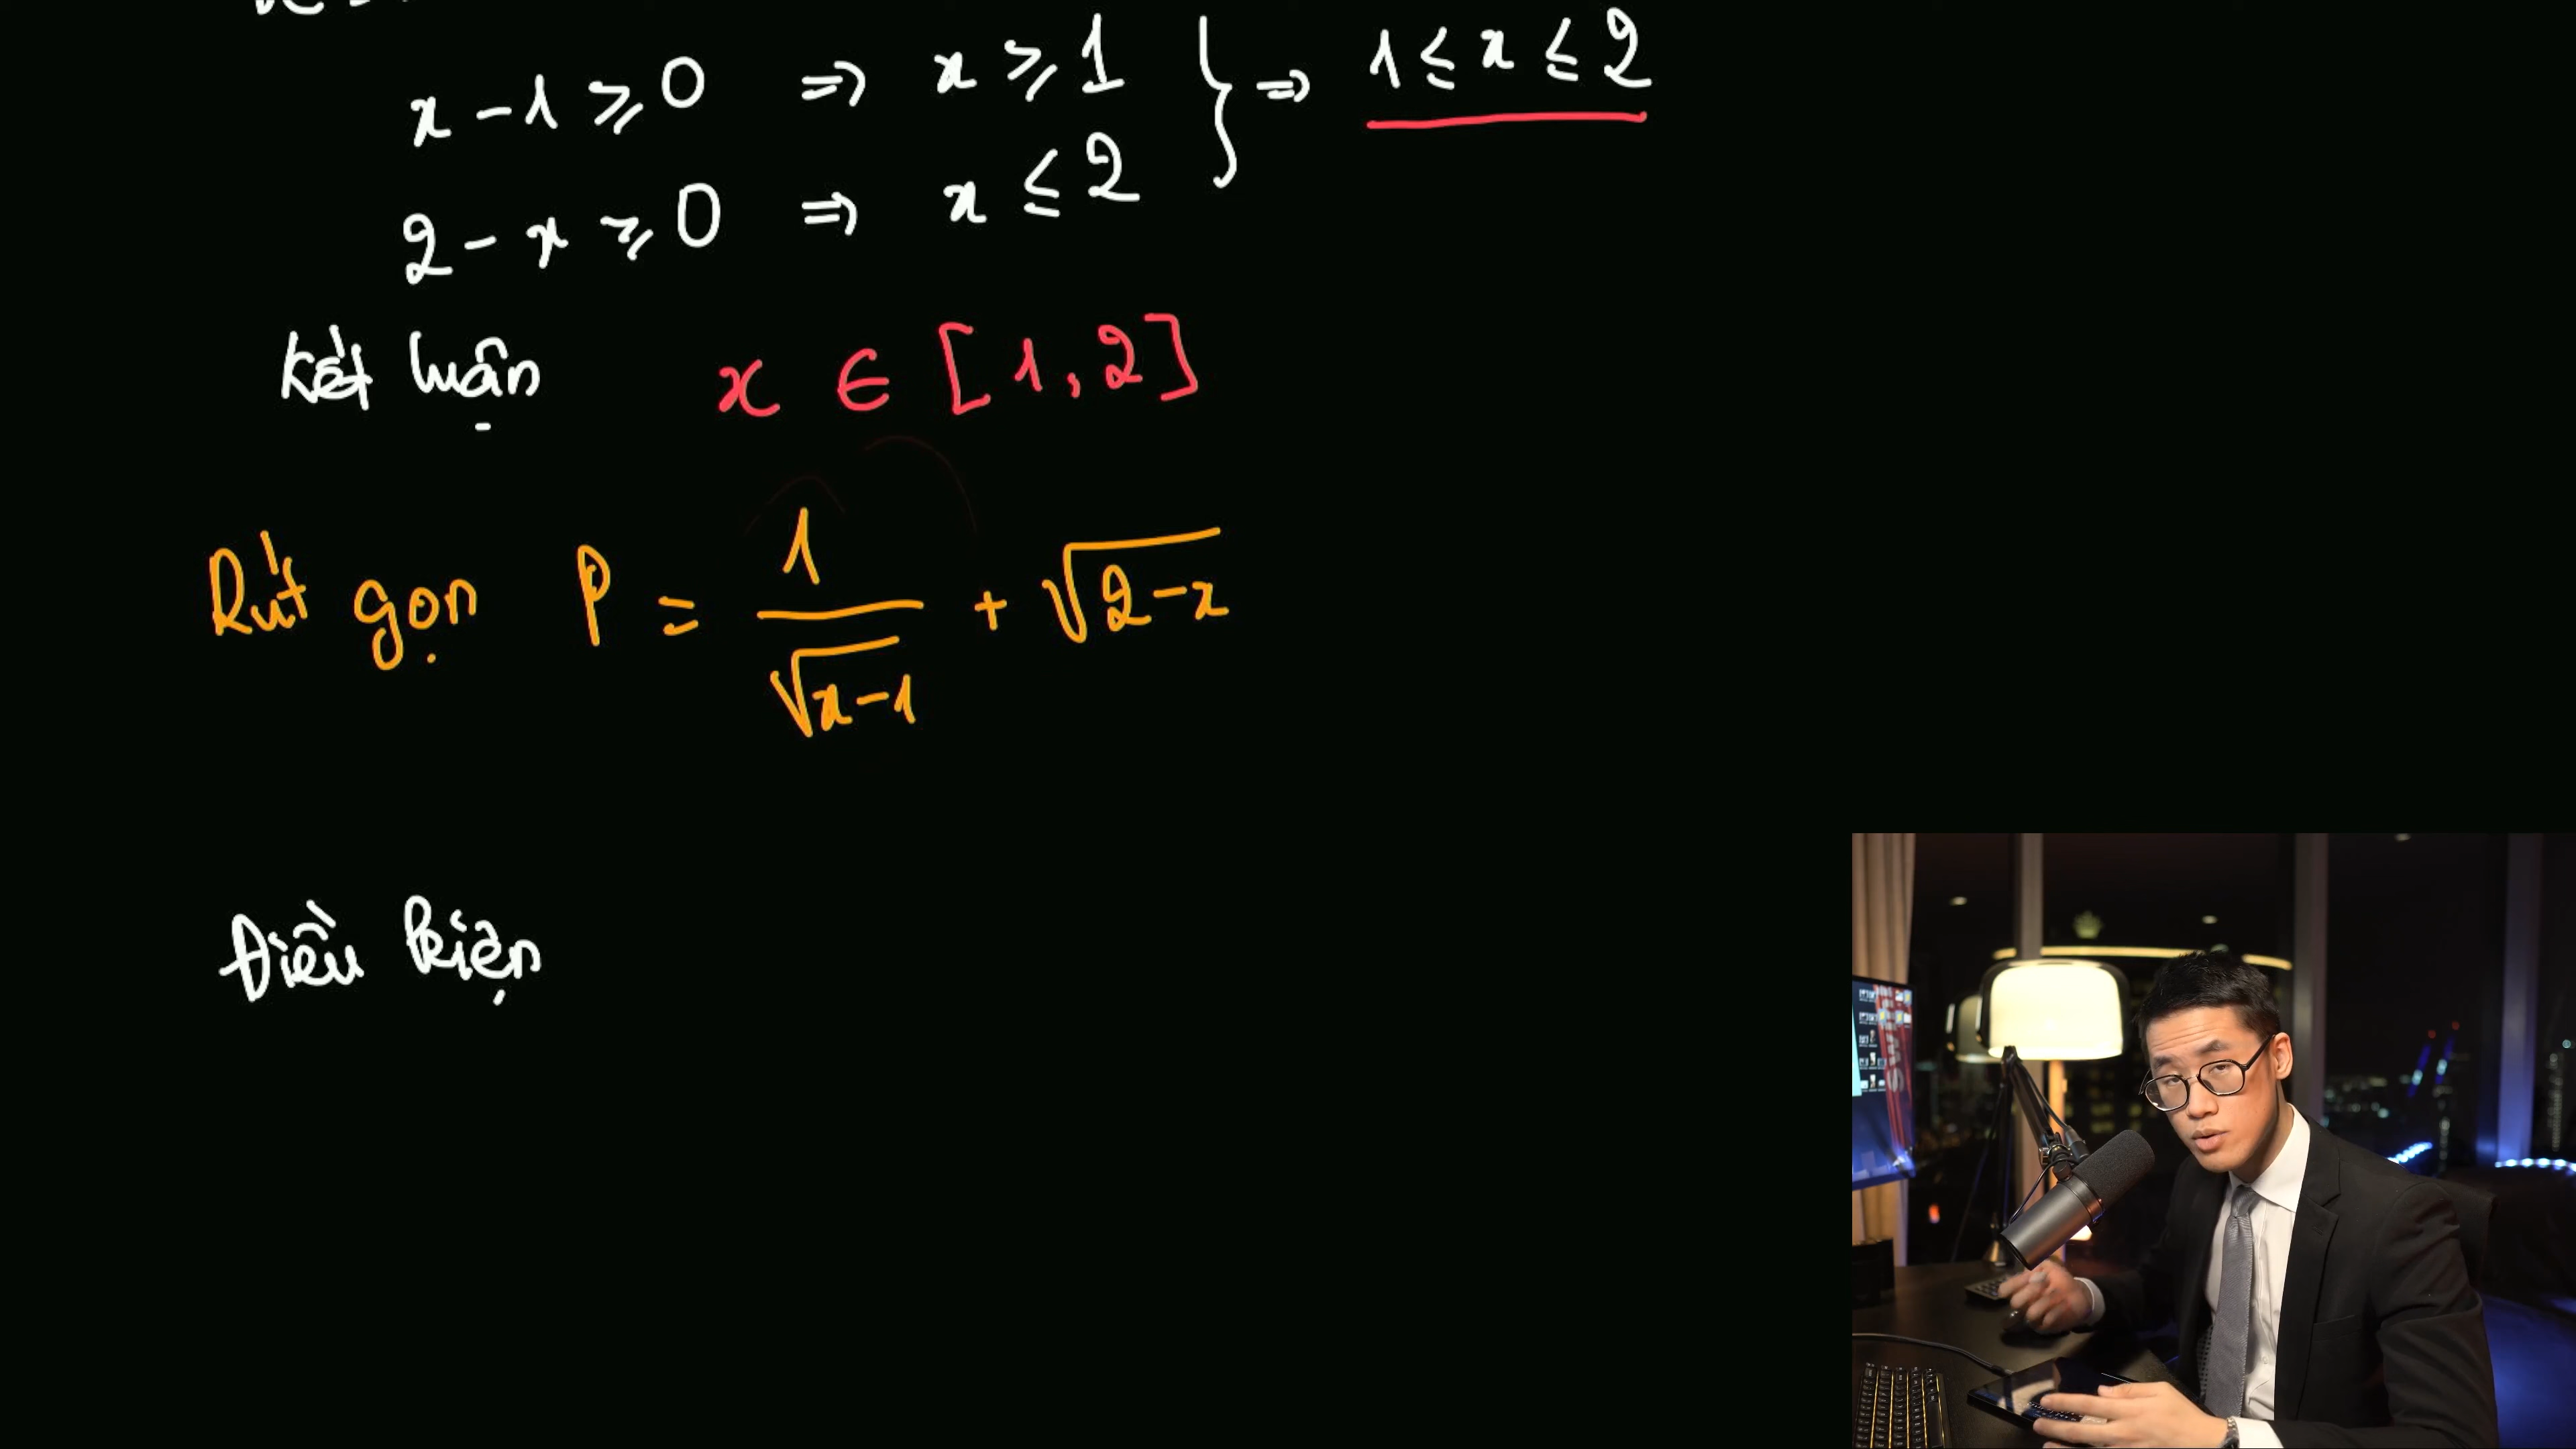 x - 1 ≥ 0 ⇒ x ≥ 1
2 - x ≥ 0 ⇒ x ≤ 2
} ⇒ 1 ≤ x ≤ 2
Kết luận x ∈ [1, 2]
Rút gọn P = 1/√(x-1) + √(2-x)
Điều kiện